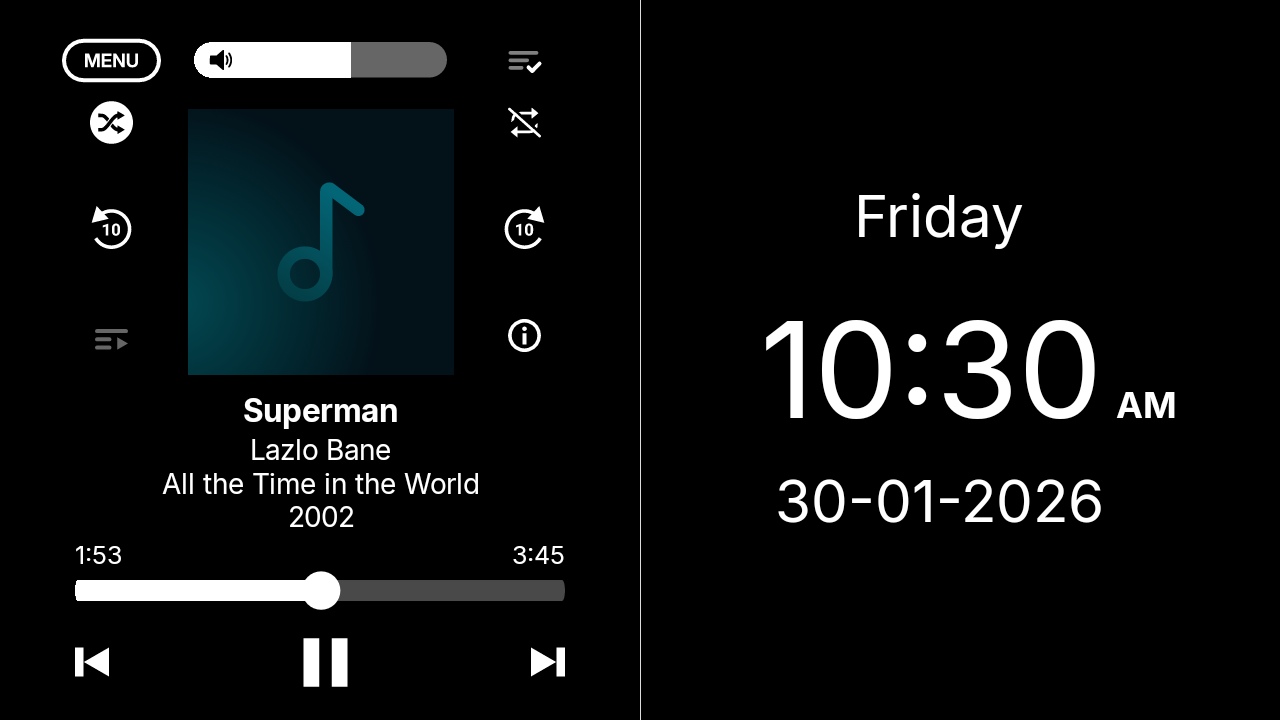 MENU
10
10
Superman
Lazlo Bane
All the Time in the World
2002
1:53
3:45
Friday
10:30 AM
30-01-2026